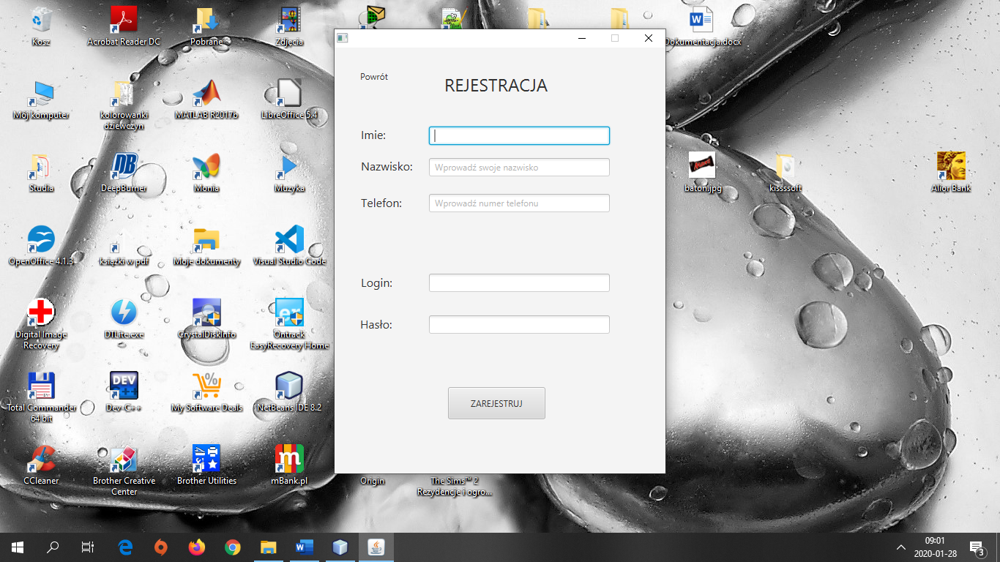 Kosz
Acrobat Reader DC
Pobrane
Zdjęcia
Dokumentacja.docx
Powrót
REJESTRACJA
Mój komputer
kolorowanki
dziewczyn
MATLAB R2017b
LibreOffice 5.4
Imie:
Nazwisko:
Wprowadź swoje nazwisko
Telefon:
Wprowadź numer telefonu
Studia
DB
DeepBurner
Monia
Muzyka
baton.jpg
kissssoft
Alior Bank
OpenOffice 4.1.3
książki w pdf
Moje dokumenty
Visual Studio Code
Login:
Hasło:
Digital Image
Recovery
DTLite.exe
CrystalDiskInfo
er
Ontrack
EasyRecovery Home
ZAREJESTRUJ
Total Commander
64 bit
DEV
C++
Dev-C++
%
My Software Deals
NetBeans IDE 8.2
CCleaner
Brother Creative
Center
Brother Utilities
m
mBank.pl
Origin
The Sims™ 2
Rezydencje i ogro...
09:01
2020-01-28
3